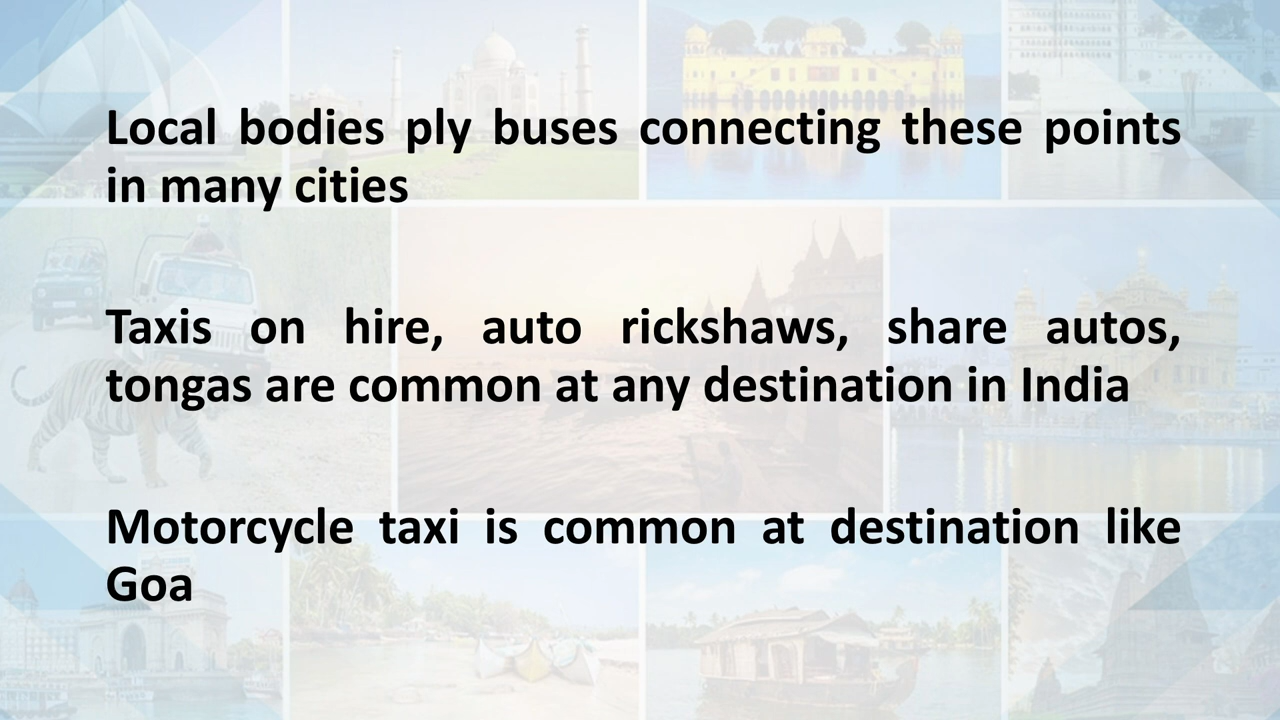 Local bodies ply buses connecting these points
in many cities
Taxis on hire, auto rickshaws, share autos,
tongas are common at any destination in India
Motorcycle taxi is common at destination like
Goa